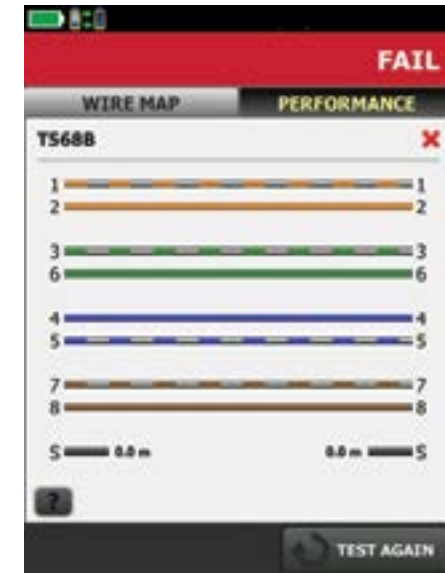 FAIL
WIRE MAP PERFORMANCE
T568B
1 1
2 2
3 3
6 6
4 4
5 5
7 7
8 8
S 0.0 m 0.0 m S
?
TEST AGAIN